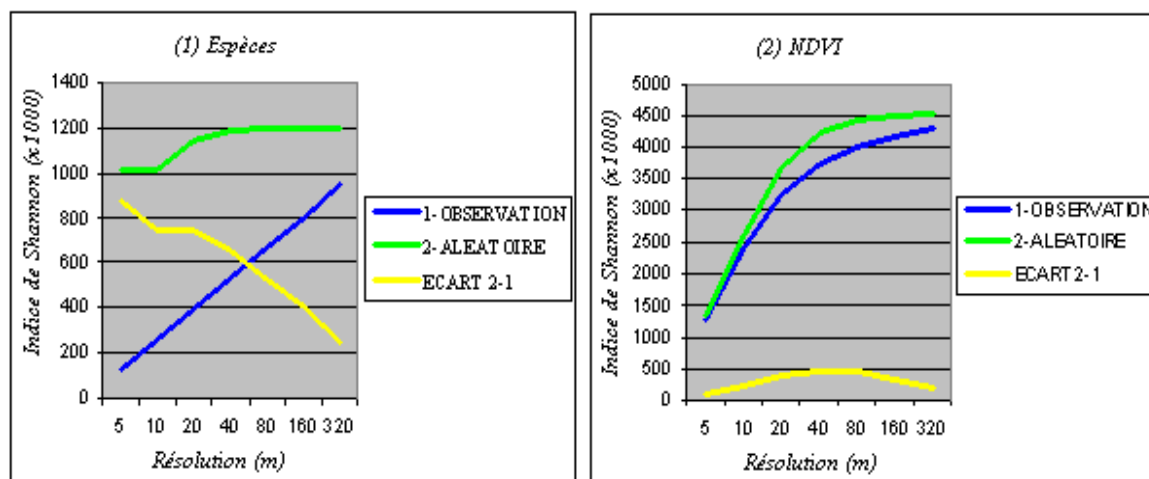 (1) Espèces
Indice de Shannon (x1000)
1400
1200
1000
800
600
400
200
0
5 10 20 40 80 160 320
Résolution (m)
1- OBSERVATION
2- ALEATOIRE
ECART 2-1
(2) NDVI
Indice de Shannon (x1000)
5000
4500
4000
3500
3000
2500
2000
1500
1000
500
0
5 10 20 40 80 160 320
Résolution (m)
1- OBSERVATION
2- ALEATOIRE
ECART 2-1